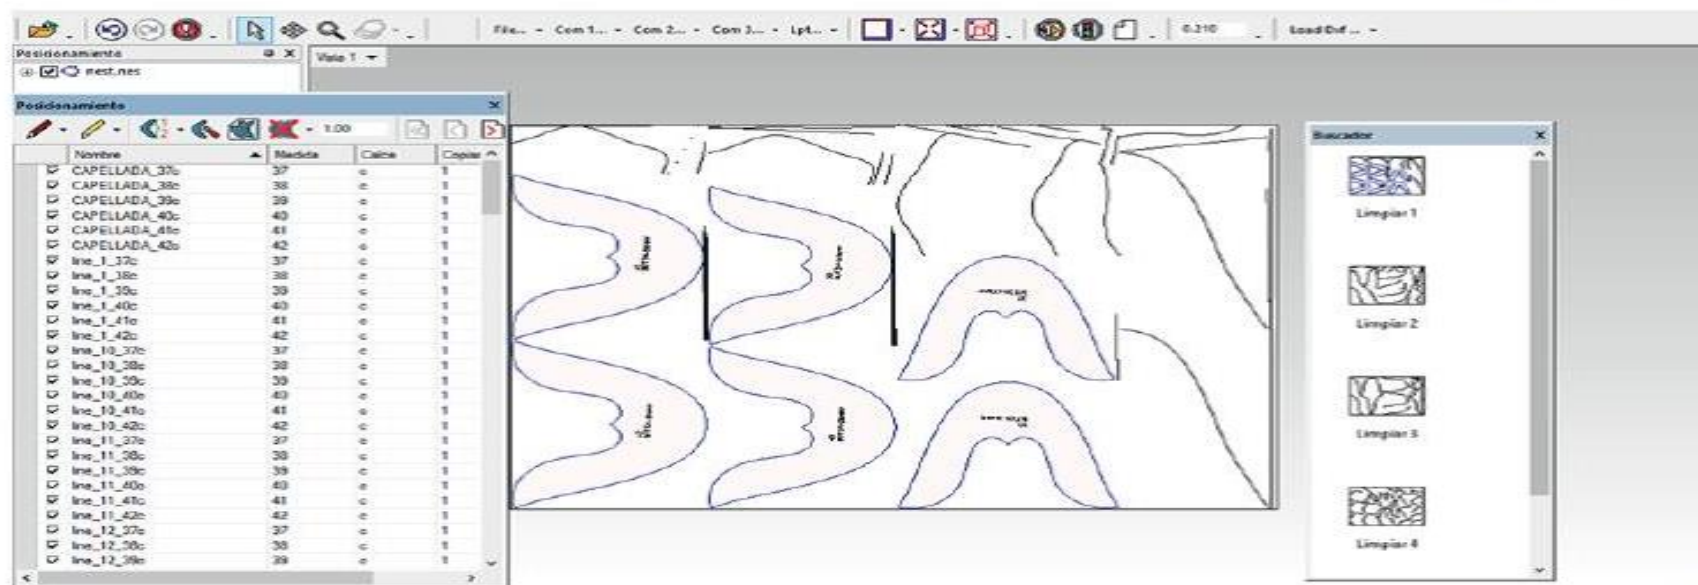 File... Com 1... Com 2... Com 3... Lpt... 0.210 Load Dxf ...
Posicionamiento
Vista 1
nest.nes
Posicionamiento
1.00
Nombre Medida Calce Copias
CAPELLADA_37c 37 c 1
CAPELLADA_38c 38 c 1
CAPELLADA_39c 39 c 1
CAPELLADA_40c 40 c 1
CAPELLADA_41c 41 c 1
CAPELLADA_42c 42 c 1
line_1_37c 37 c 1
line_1_38c 38 c 1
line_1_39c 39 c 1
line_1_40c 40 c 1
line_1_41c 41 c 1
line_1_42c 42 c 1
line_10_37c 37 c 1
line_10_38c 38 c 1
line_10_39c 39 c 1
line_10_40c 40 c 1
line_10_41c 41 c 1
line_10_42c 42 c 1
line_11_37c 37 c 1
line_11_38c 38 c 1
line_11_39c 39 c 1
line_11_40c 40 c 1
line_11_41c 41 c 1
line_11_42c 42 c 1
line_12_37c 37 c 1
line_12_38c 38 c 1
line_12_39c 39 c 1
Buscador
Limpiar 1
Limpiar 2
Limpiar 3
Limpiar 4